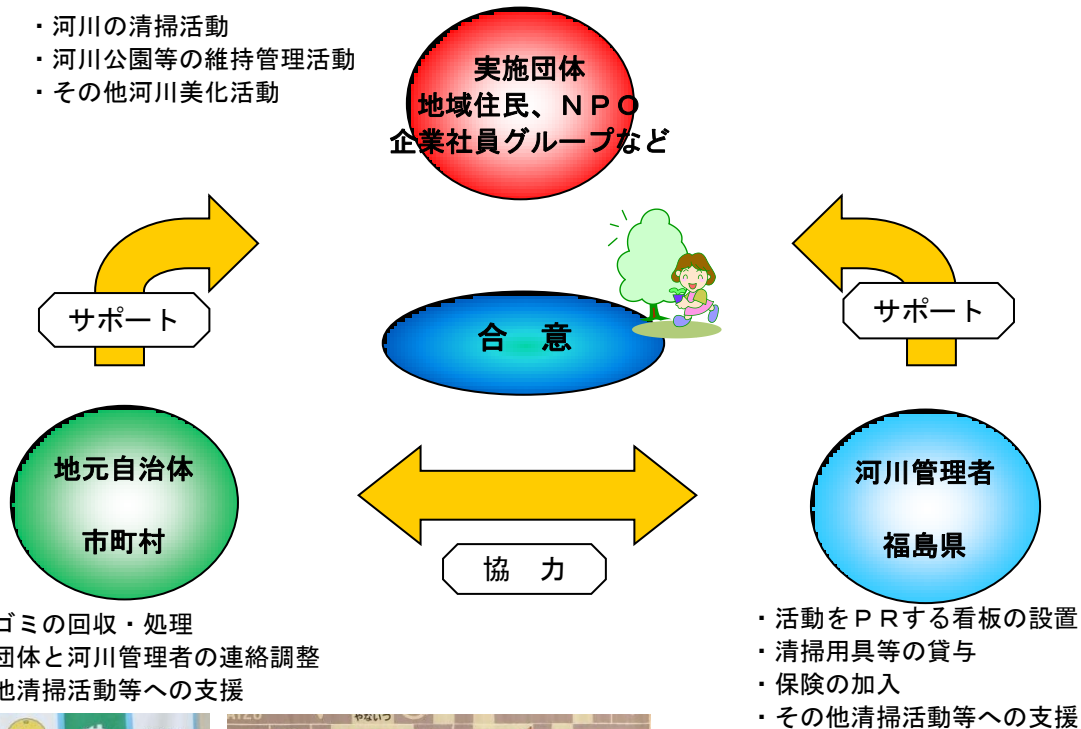 ・河川の清掃活動
・河川公園等の維持管理活動
・その他河川美化活動
実施団体
地域住民、ＮＰＯ
企業社員グループなど
サポート
合　意
サポート
地元自治体
市町村
協　力
河川管理者
福島県
ゴミの回収・処理
団体と河川管理者の連絡調整
他清掃活動等への支援
・活動をＰＲする看板の設置
・清掃用具等の貸与
・保険の加入
・その他清掃活動等への支援
やないづ